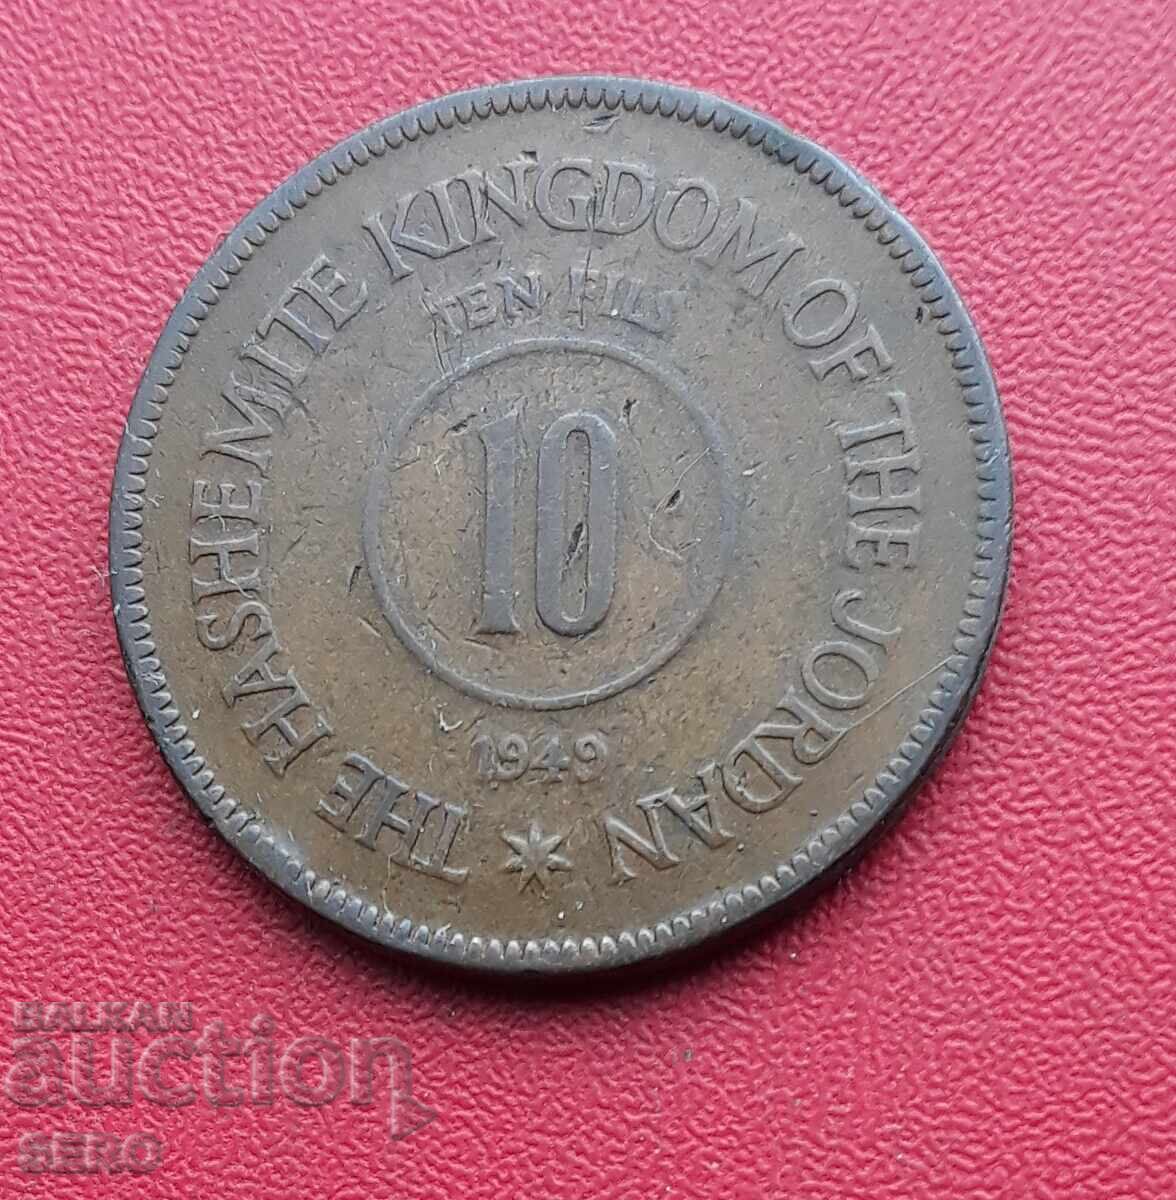 THE HASHEMITE KINGDOM OF THE JORDAN
TEN FILS
10
1949
BALKAN
auction
SERO